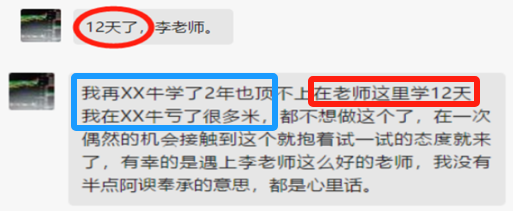 12天了，李老师。
我再XX牛学了2年也顶不上在老师这里学12天
我在XX牛亏了很多米，都不想做这个了，在一次
偶然的机会接触到这个就抱着试一试的态度就来
了，有幸的是遇上李老师这么好的老师，我没有
半点阿谀奉承的意思，都是心里话。